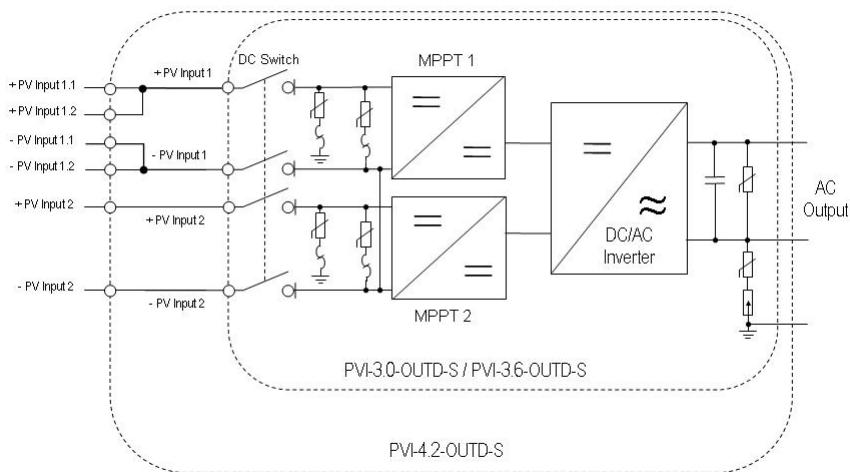 DC Switch
MPPT 1
+ PV Input 1.1
+ PV Input 1
+ PV Input 1.2
- PV Input 1.1
- PV Input 1.2
- PV Input 1
+ PV Input 2
+ PV Input 2
AC
Output
DC/AC
Inverter
- PV Input 2
- PV Input 2
MPPT 2
PVI-3.0-OUTD-S / PVI-3.6-OUTD-S
PVI-4.2-OUTD-S